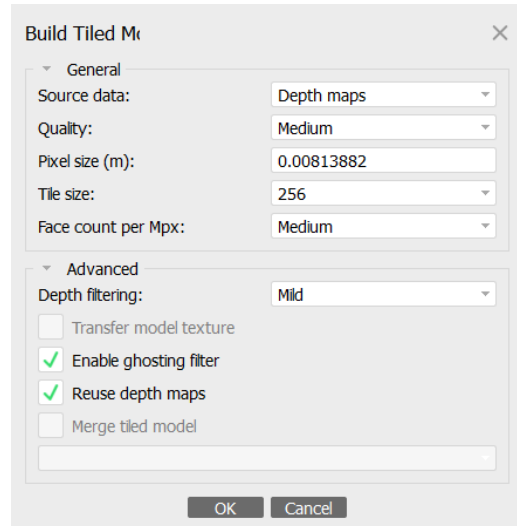 Build Tiled Mo
General
Source data: Depth maps
Quality: Medium
Pixel size (m): 0.00813882
Tile size: 256
Face count per Mpx: Medium
Advanced
Depth filtering: Mild
Transfer model texture
Enable ghosting filter
Reuse depth maps
Merge tiled model
OK Cancel